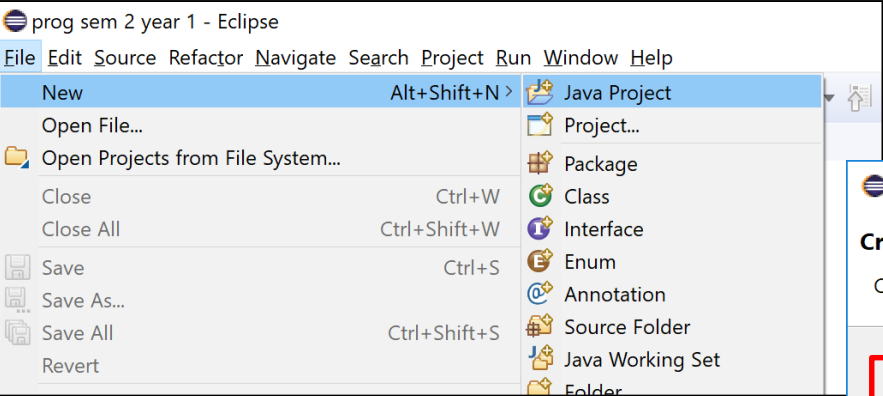 prog sem 2 year 1 - Eclipse
File Edit Source Refactor Navigate Search Project Run Window Help
New Alt+Shift+N >
Open File...
Open Projects from File System...
Close Ctrl+W
Close All Ctrl+Shift+W
Save Ctrl+S
Save As...
Save All Ctrl+Shift+S
Revert
Java Project
Project...
Package
Class
Interface
Enum
Annotation
Source Folder
Java Working Set
Folder
Cr